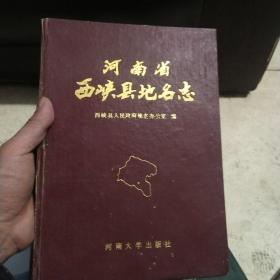 河南省
西峡县地名志
西峡县人民政府地名办公室 编
河南大学出版社